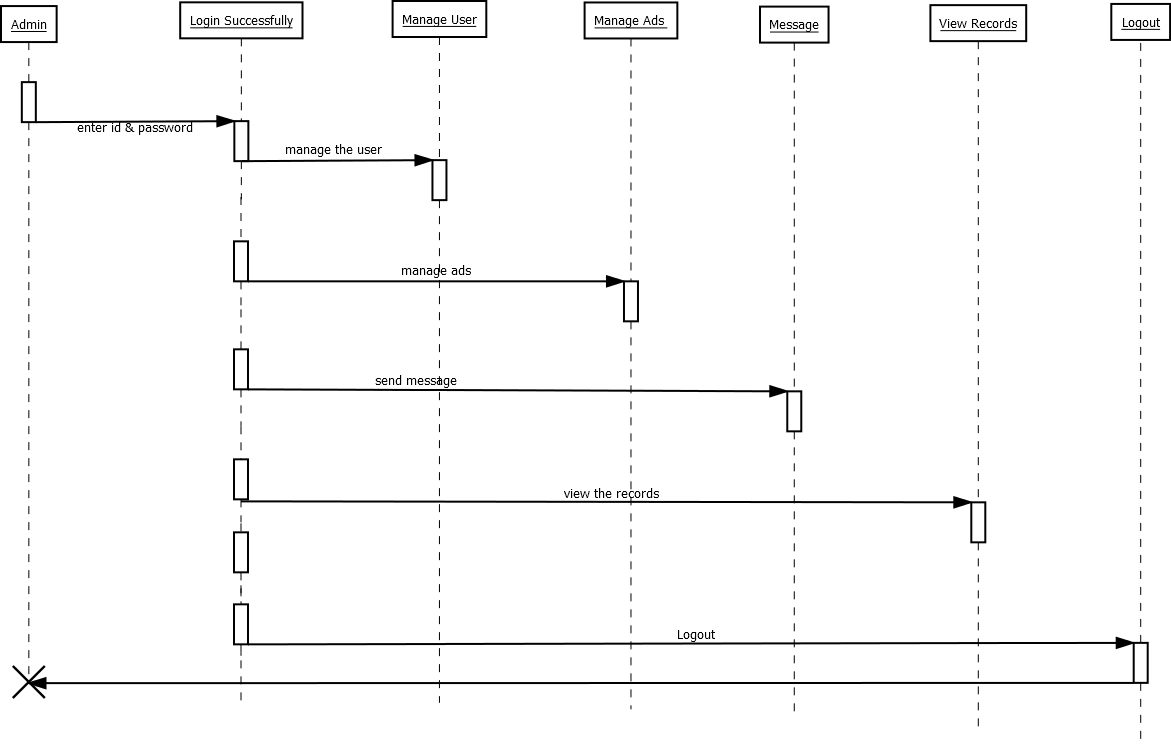 Admin
Login Successfully
Manage User
Manage Ads
Message
View Records
Logout
enter id & password
manage the user
manage ads
send message
view the records
Logout